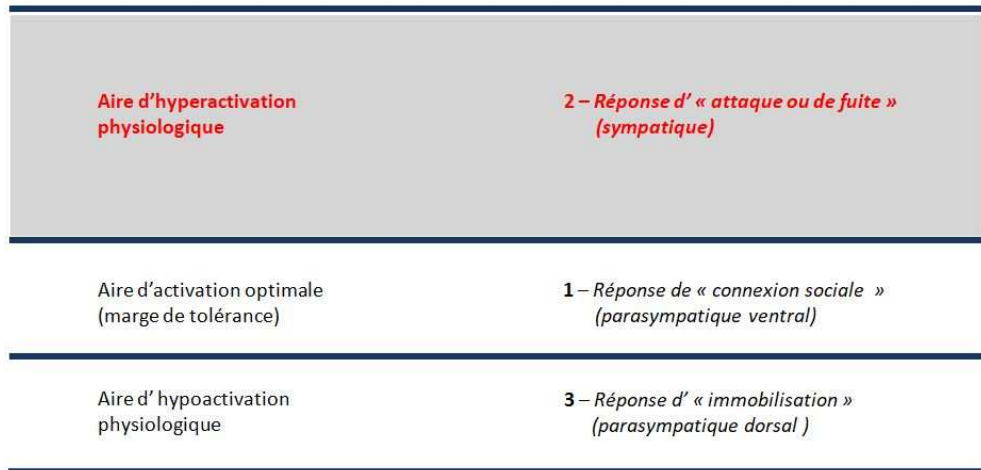 Aire d’hyperactivation
physiologique
2 – Réponse d’ « attaque ou de fuite »
(sympatique)
Aire d’activation optimale
(marge de tolérance)
1 – Réponse de « connexion sociale  »
(parasympatique ventral)
Aire d’ hypoactivation
physiologique
3 – Réponse d’ « immobilisation »
(parasympatique dorsal )